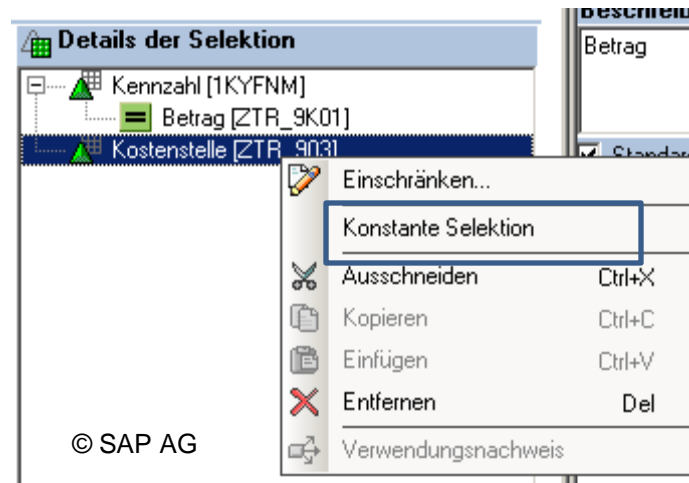 Beschreib
Details der Selektion
Betrag
Kennzahl [1KYFNM]
Betrag [ZTR_9K01]
Kostenstelle [ZTR_903]
Standar
Einschränken...
Konstante Selektion
Ausschneiden Ctrl+X
Kopieren Ctrl+C
Einfügen Ctrl+V
Entfernen Del
© SAP AG
Verwendungsnachweis